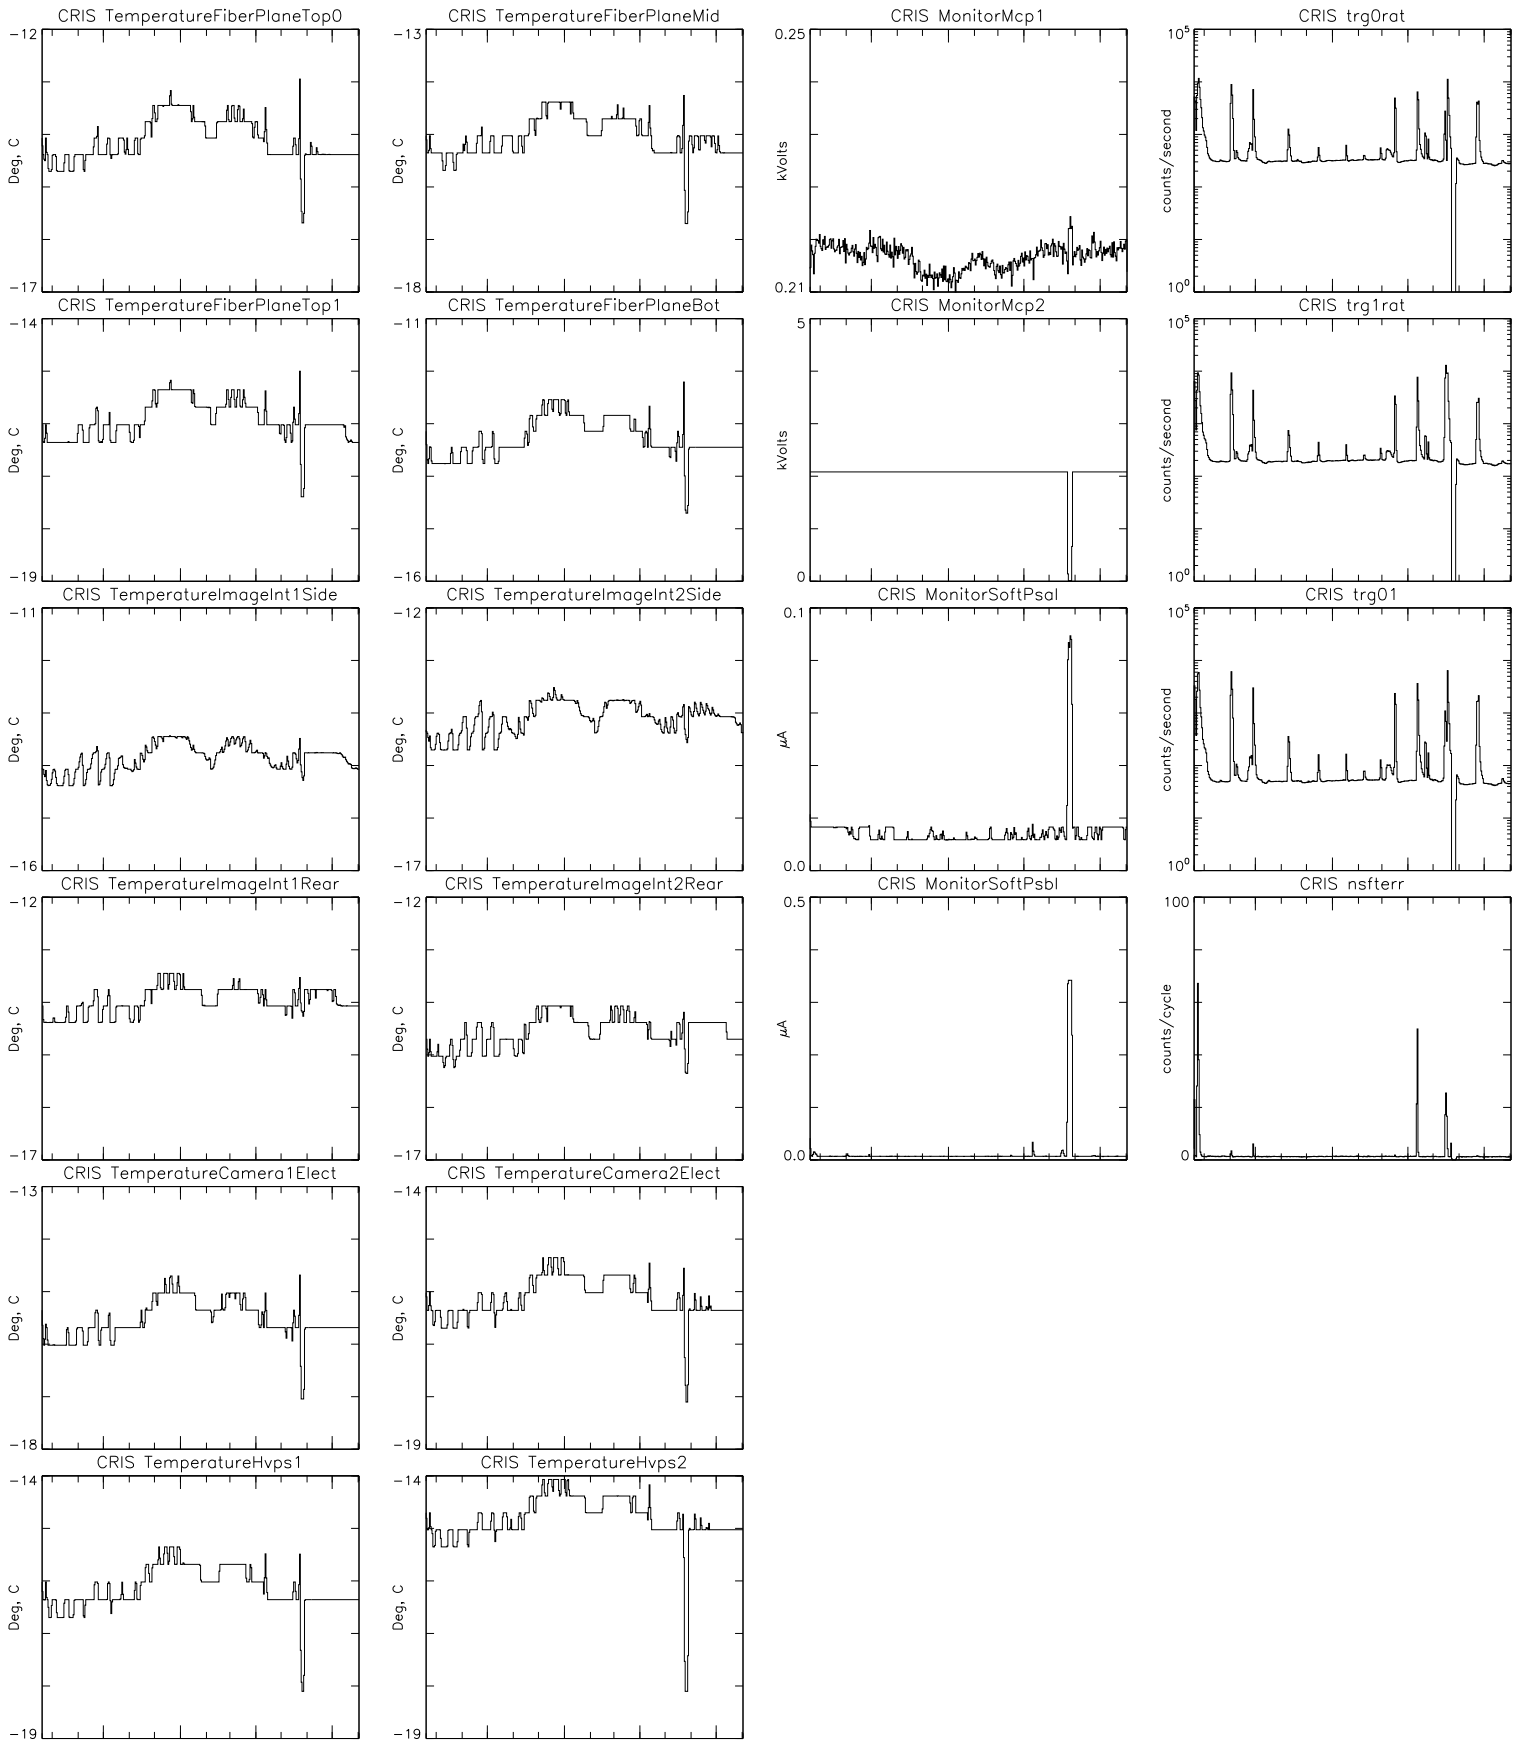 CRIS TemperatureFiberPlaneTop0
-12
Deg, C
-17
CRIS TemperatureFiberPlaneMid
-13
Deg, C
-18
CRIS MonitorMcp1
0.25
kVolts
0.21
CRIS trg0rat
10^5
counts/second
10^0
CRIS TemperatureFiberPlaneTop1
-14
Deg, C
-19
CRIS TemperatureFiberPlaneBot
-11
Deg, C
-16
CRIS MonitorMcp2
5
kVolts
0
CRIS trg1rat
10^5
counts/second
10^0
CRIS TemperatureImageInt1Side
-11
Deg, C
-16
CRIS TemperatureImageInt2Side
-12
Deg, C
-17
CRIS MonitorSoftPsaI
0.1
μA
0.0
CRIS trg01
10^5
counts/second
10^0
CRIS TemperatureImageInt1Rear
-12
Deg, C
-17
CRIS TemperatureImageInt2Rear
-12
Deg, C
-17
CRIS MonitorSoftPsbI
0.5
μA
0.0
CRIS nsfterr
100
counts/cycle
0
CRIS TemperatureCamera1Elect
-13
Deg, C
-18
CRIS TemperatureCamera2Elect
-14
Deg, C
-19
CRIS TemperatureHvps1
-14
Deg, C
-19
CRIS TemperatureHvps2
-14
Deg, C
-19